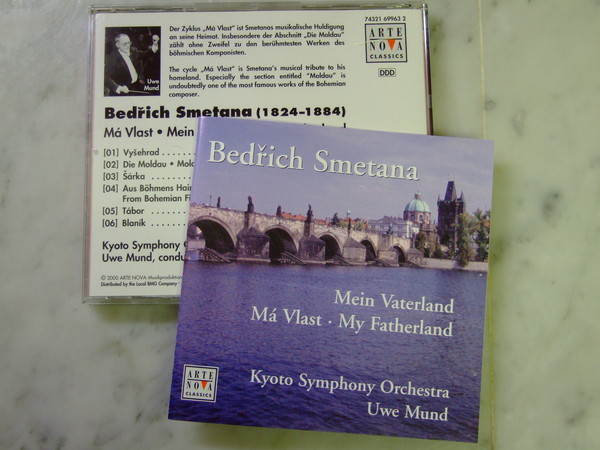 74321 69963 2
Der Zyklus „Má Vlast" ist Smetanas musikalische Huldigung
an seine Heimat. Insbesondere der Abschnitt „Die Moldau"
zählt ohne Zweifel zu den berühmtesten Werken des
böhmischen Komponisten.
The cycle „Má Vlast" is Smetana's musical tribute to his
homeland. Especially the section entitled "Moldau" is
undoubtedly one of the most famous works of the Bohemian
composer.
Uwe
Mund
ARTE
NOVA
CLASSICS
DDD
Bedřich Smetana (1824–1884)
Má Vlast • Mein
[01] Vyšehrad
[02] Die Moldau •
[03] Šárka
[04] Aus Böhmens
From Bohemian
[05] Tábor
[06] Blaník
Kyoto Symphony
Uwe Mund,
© 2000 ARTE NOVA Musikproduktion
Distributed by the Local BMG Company
Bedřich Smetana
Mein Vaterland
Má Vlast · My Fatherland
Kyoto Symphony Orchestra
Uwe Mund
ARTE
NOVA
CLASSICS